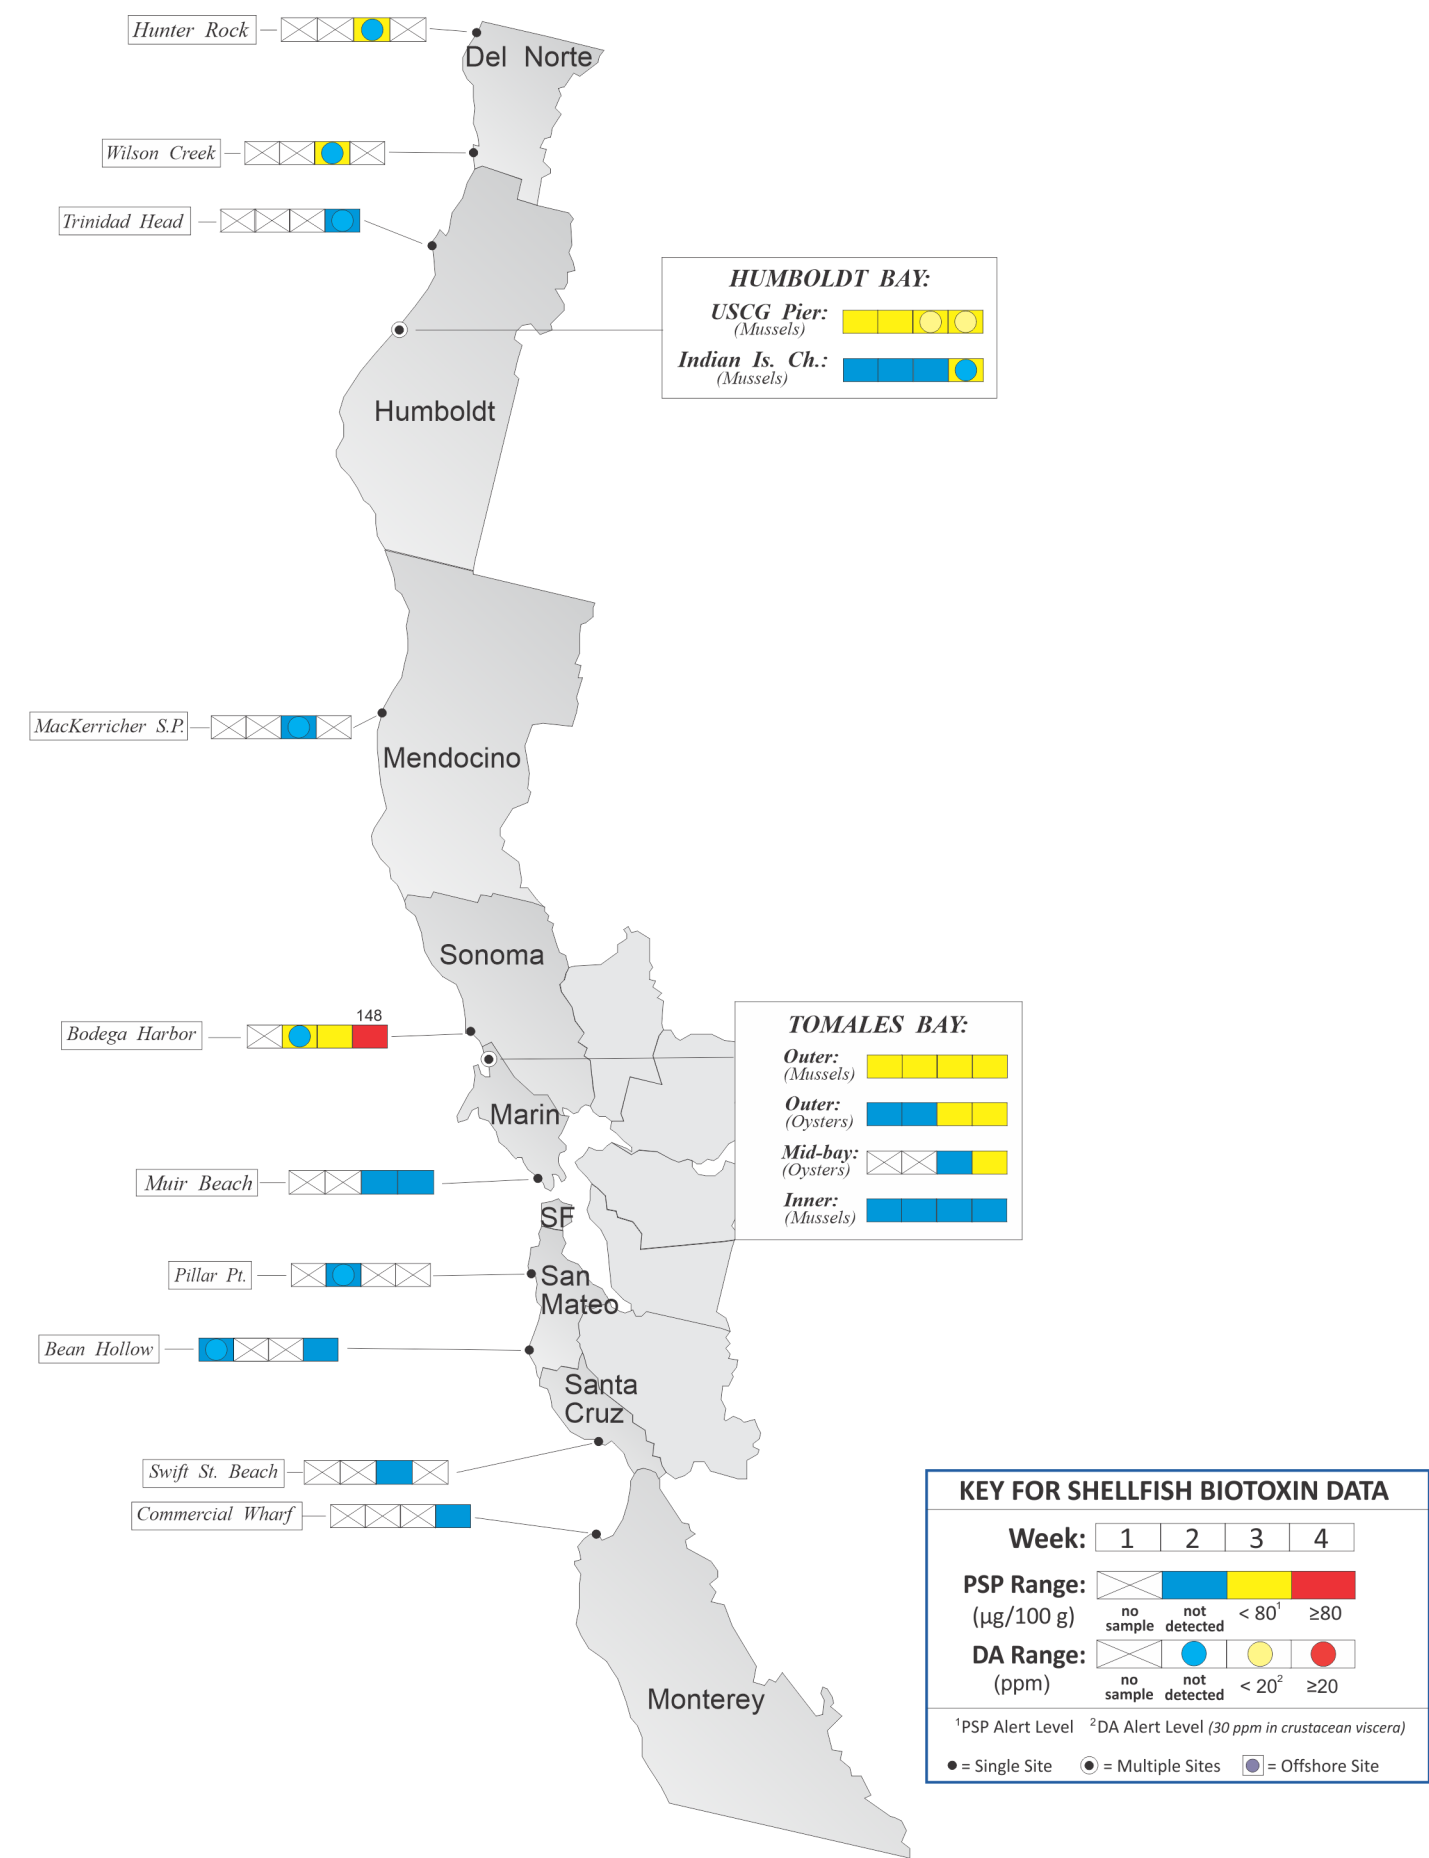 Hunter Rock
Del Norte
Wilson Creek
Trinidad Head
HUMBOLDT BAY:
USCG Pier:
(Mussels)
Indian Is. Ch.:
(Mussels)
Humboldt
MacKerricher S.P.
Mendocino
Sonoma
148
Bodega Harbor
TOMALES BAY:
Outer:
(Mussels)
Outer:
(Oysters)
Mid-bay:
(Oysters)
Inner:
(Mussels)
Marin
Muir Beach
SF
Pillar Pt.
San
Mateo
Bean Hollow
Santa
Cruz
Swift St. Beach
Commercial Wharf
Monterey
KEY FOR SHELLFISH BIOTOXIN DATA
Week: 1 2 3 4
PSP Range:
(µg/100 g)
no sample not detected < 80¹ ≥80
DA Range:
(ppm)
no sample not detected < 20² ≥20
¹PSP Alert Level ²DA Alert Level (30 ppm in crustacean viscera)
= Single Site = Multiple Sites = Offshore Site